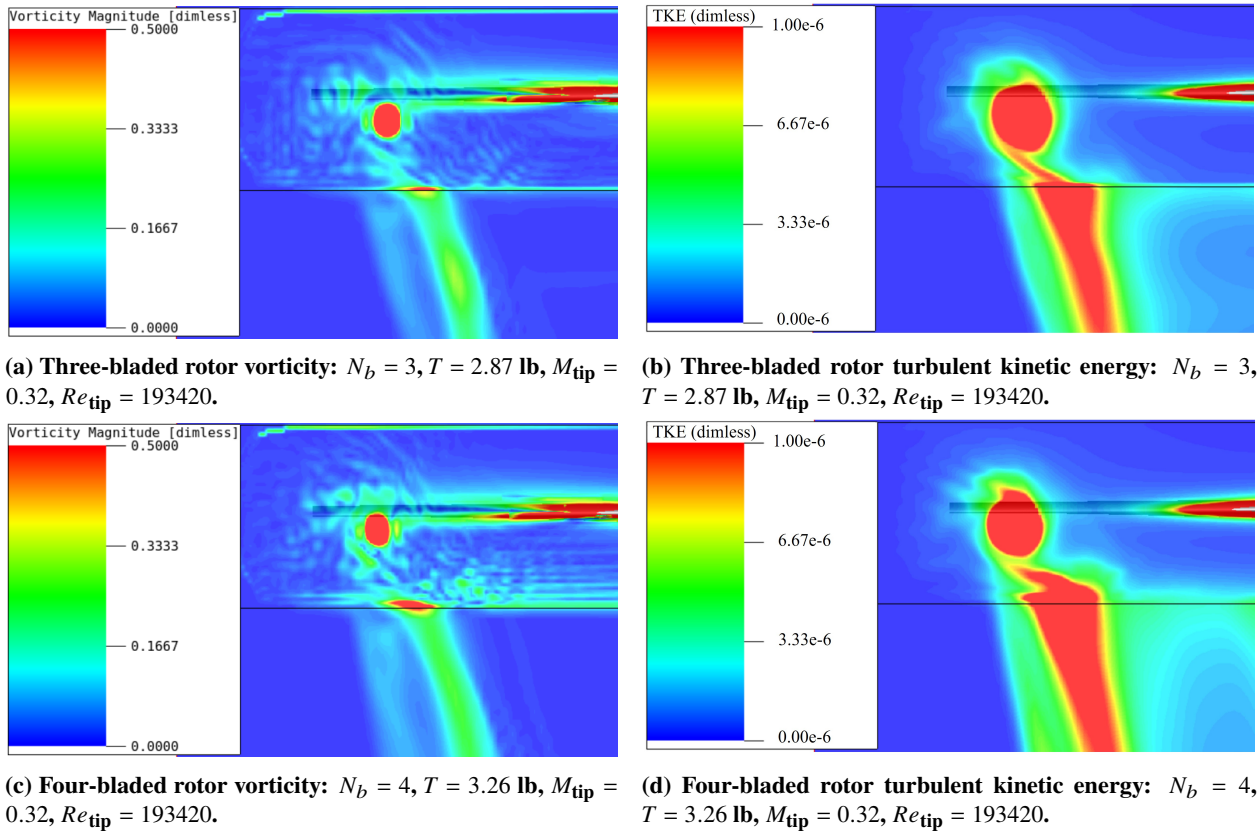 Vorticity Magnitude [dimless]
0.5000
0.3333
0.1667
0.0000
TKE (dimless)
1.00e-6
6.67e-6
3.33e-6
0.00e-6
(a) Three-bladed rotor vorticity: N_b = 3, T = 2.87 lb, M_tip =
0.32, Re_tip = 193420.
(b) Three-bladed rotor turbulent kinetic energy: N_b = 3,
T = 2.87 lb, M_tip = 0.32, Re_tip = 193420.
Vorticity Magnitude [dimless]
0.5000
0.3333
0.1667
0.0000
TKE (dimless)
1.00e-6
6.67e-6
3.33e-6
0.00e-6
(c) Four-bladed rotor vorticity: N_b = 4, T = 3.26 lb, M_tip =
0.32, Re_tip = 193420.
(d) Four-bladed rotor turbulent kinetic energy: N_b = 4,
T = 3.26 lb, M_tip = 0.32, Re_tip = 193420.